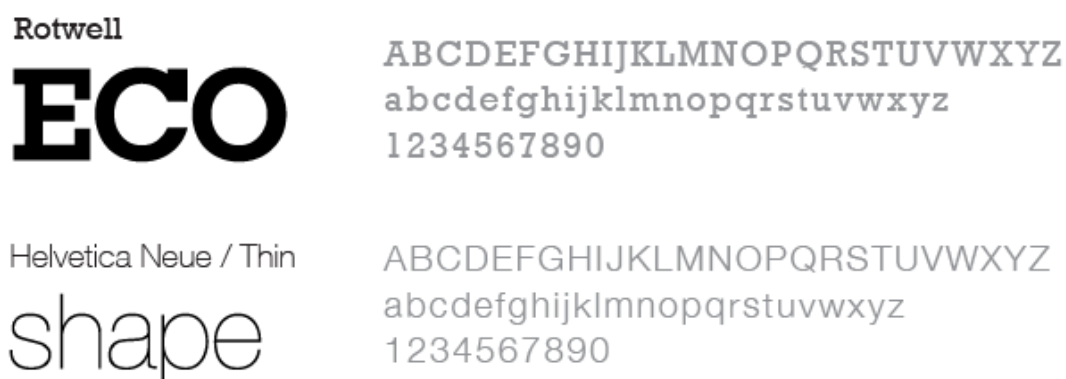 Rotwell
ECO
ABCDEFGHIJKLMNOPQRSTUVWXYZ
abcdefghijklmnopqrstuvwxyz
1234567890
Helvetica Neue / Thin
shape
ABCDEFGHIJKLMNOPQRSTUVWXYZ
abcdefghijklmnopqrstuvwxyz
1234567890